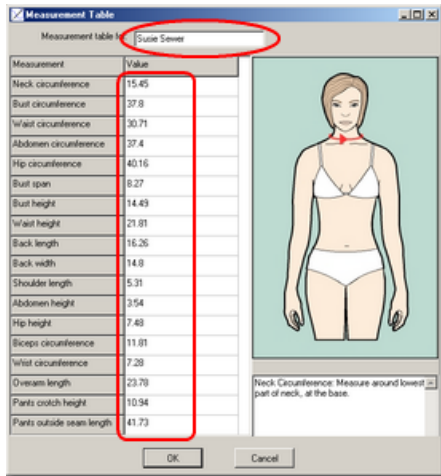 Measurement Table
Measurement table fo
Susie Sewer
Measurement Value
Neck circumference 15.45
Bust circumference 37.8
Waist circumference 30.71
Abdomen circumference 37.4
Hip circumference 40.16
Bust span 8.27
Bust height 14.49
Waist height 21.81
Back length 16.26
Back width 14.8
Shoulder length 5.31
Abdomen height 3.54
Hip height 7.48
Biceps circumference 11.81
Wrist circumference 7.28
Overarm length 23.78
Pants crotch height 10.94
Pants outside seam length 41.73
Neck Circumference: Measure around lowest
part of neck, at the base.
OK Cancel